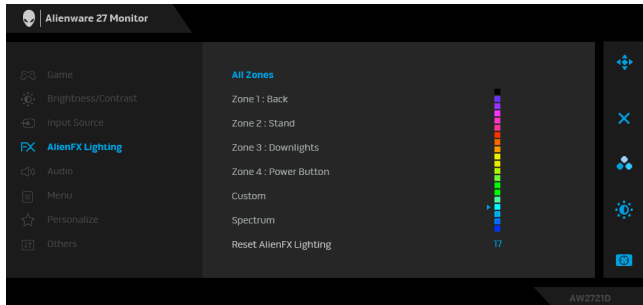 Alienware 27 Monitor
Game
Brightness/Contrast
Input Source
AlienFX Lighting
Audio
Menu
Personalize
Others
All Zones
Zone 1 : Back
Zone 2 : Stand
Zone 3 : Downlights
Zone 4 : Power Button
Custom
Spectrum
Reset AlienFX Lighting
17
AW2721D